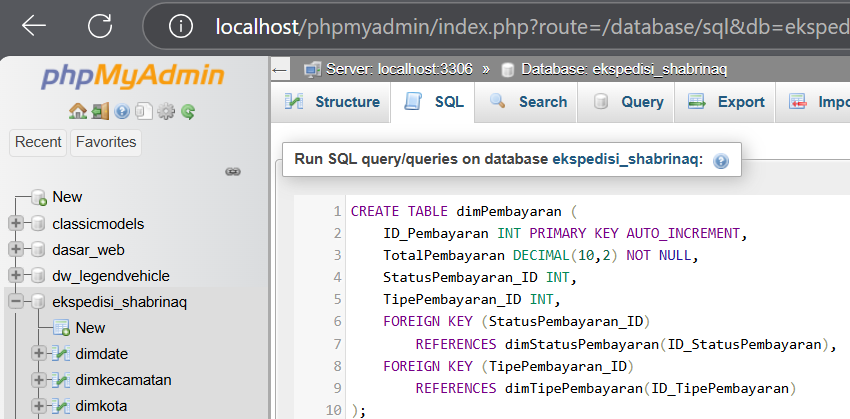 localhost/phpmyadmin/index.php?route=/database/sql&db=eksped
phpMyAdmin
Recent Favorites
New
classicmodels
dasar_web
dw_legendvehicle
ekspedisi_shabrinaq
New
dimdate
dimkecamatan
dimkota
Server: localhost:3306 » Database: ekspedisi_shabrinaq
Structure SQL Search Query Export Impo
Run SQL query/queries on database ekspedisi_shabrinaq:
1 CREATE TABLE dimPembayaran (
2 ID_Pembayaran INT PRIMARY KEY AUTO_INCREMENT,
3 TotalPembayaran DECIMAL(10,2) NOT NULL,
4 StatusPembayaran_ID INT,
5 TipePembayaran_ID INT,
6 FOREIGN KEY (StatusPembayaran_ID)
7 REFERENCES dimStatusPembayaran(ID_StatusPembayaran),
8 FOREIGN KEY (TipePembayaran_ID)
9 REFERENCES dimTipePembayaran(ID_TipePembayaran)
10 );